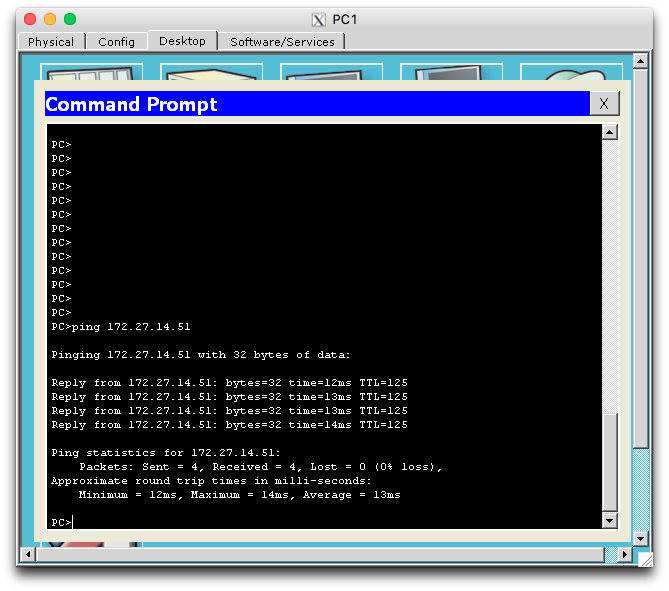 PC1
Physical Config Desktop Software/Services
Command Prompt X
PC>
PC>
PC>
PC>
PC>
PC>
PC>
PC>
PC>
PC>
PC>
PC>
PC>
PC>ping 172.27.14.51
Pinging 172.27.14.51 with 32 bytes of data:
Reply from 172.27.14.51: bytes=32 time=12ms TTL=125
Reply from 172.27.14.51: bytes=32 time=13ms TTL=125
Reply from 172.27.14.51: bytes=32 time=13ms TTL=125
Reply from 172.27.14.51: bytes=32 time=14ms TTL=125
Ping statistics for 172.27.14.51:
Packets: Sent = 4, Received = 4, Lost = 0 (0% loss),
Approximate round trip times in milli-seconds:
Minimum = 12ms, Maximum = 14ms, Average = 13ms
PC>